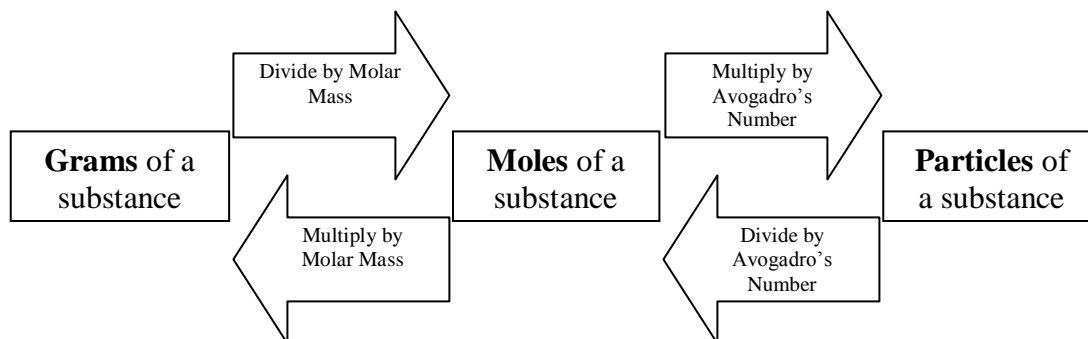 Divide by Molar
Mass
Multiply by
Avogadro’s
Number
Grams of a
substance
Moles of a
substance
Particles of
a substance
Multiply by
Molar Mass
Divide by
Avogadro’s
Number